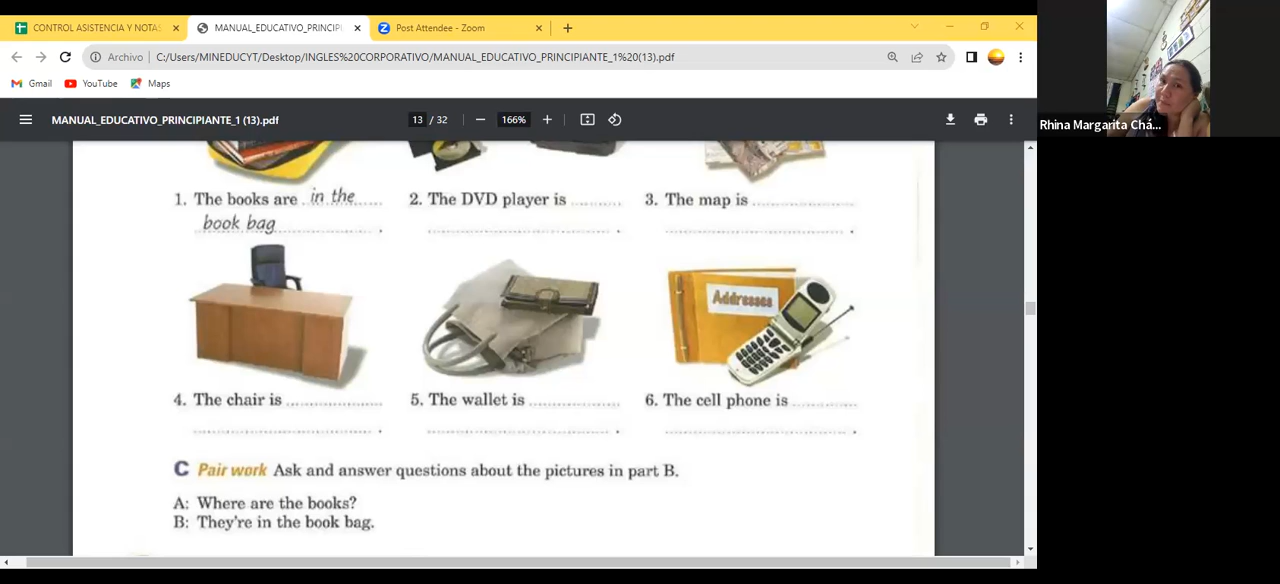 CONTROL ASISTENCIA Y NOTAS
MANUAL_EDUCATIVO_PRINCIPI
Post Attendee - Zoom
Archivo
C:/Users/MINEDUCYT/Desktop/INGLES%20CORPORATIVO/MANUAL_EDUCATIVO_PRINCIPIANTE_1%20(13).pdf
Gmail YouTube Maps
Rhina Margarita Chá...
MANUAL_EDUCATIVO_PRINCIPIANTE_1 (13).pdf
13 / 32
166%
1. The books are in the
book bag.
2. The DVD player is
3. The map is
4. The chair is
5. The wallet is
Addresses
6. The cell phone is
C Pair work Ask and answer questions about the pictures in part B.
A: Where are the books?
B: They're in the book bag.